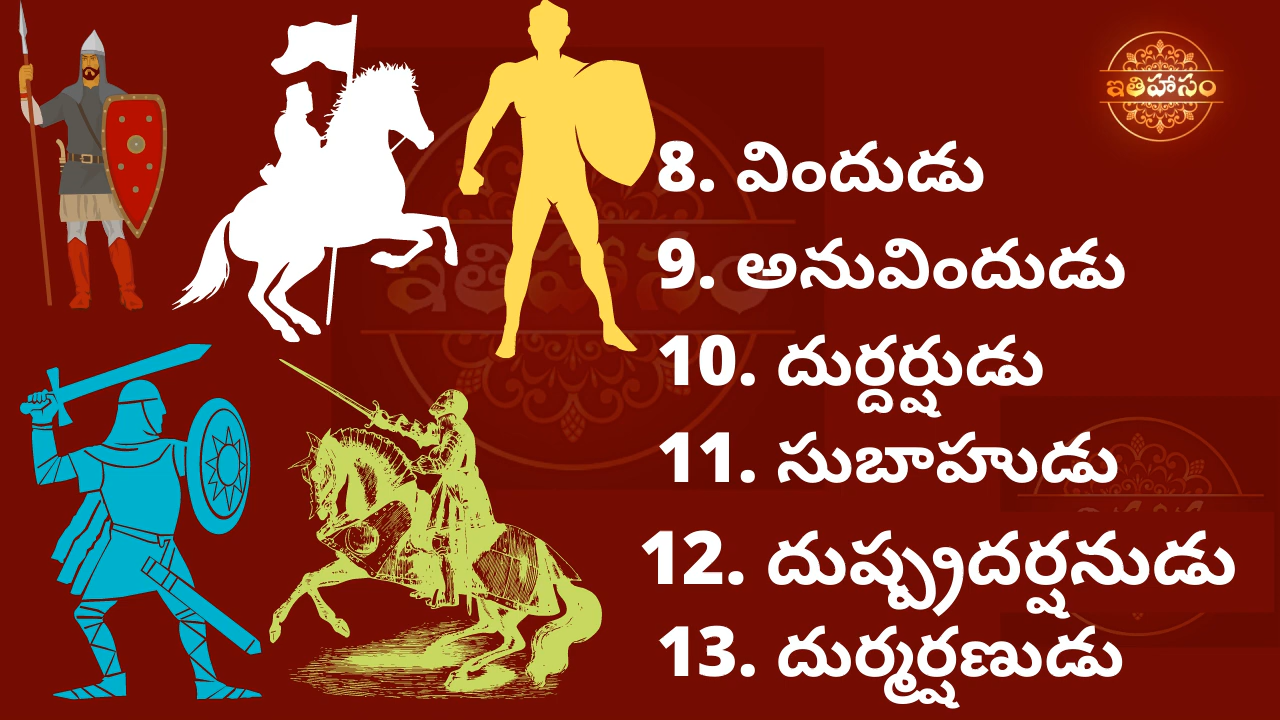 ఇతిహాసం
8. విందుడు
9. అనువిందుడు
10. దుర్దర్షుడు
11. సుబాహుడు
12. దుష్ప్రదర్షనుడు
13. దుర్మర్షణుడు